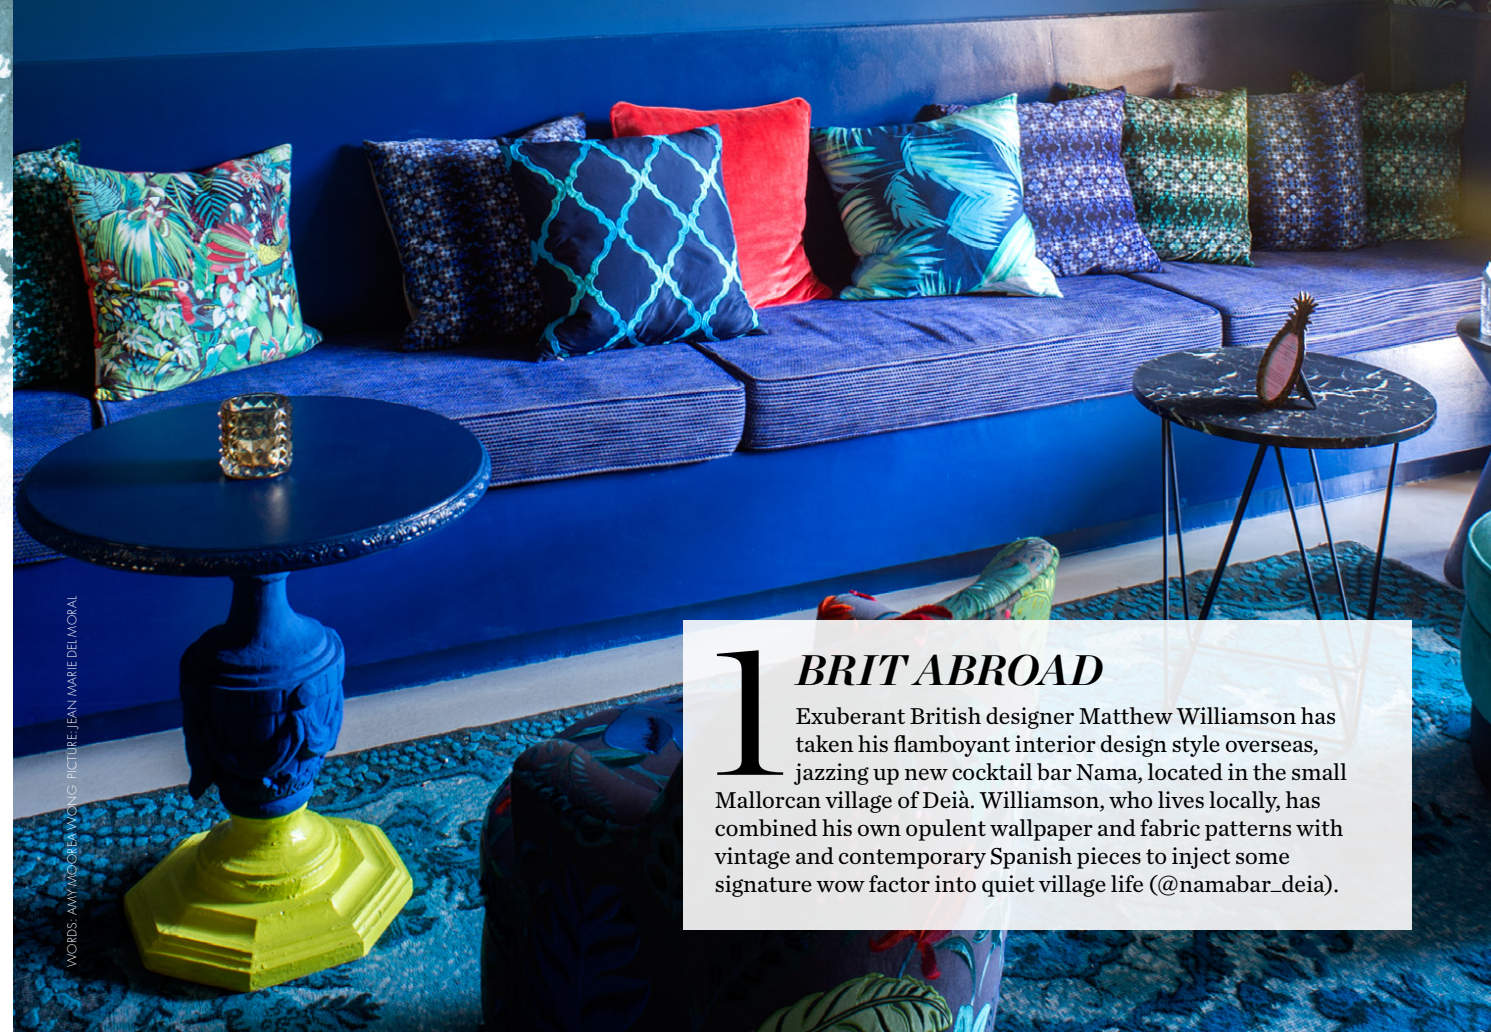 1 BRIT ABROAD
Exuberant British designer Matthew Williamson has
taken his flamboyant interior design style overseas,
jazzing up new cocktail bar Nama, located in the small
Mallorcan village of Deià. Williamson, who lives locally, has
combined his own opulent wallpaper and fabric patterns with
vintage and contemporary Spanish pieces to inject some
signature wow factor into quiet village life (@namabar_deia).
WORDS: AMY MOOREA WONG PICTURE: JEAN MARIE DEL MORAL